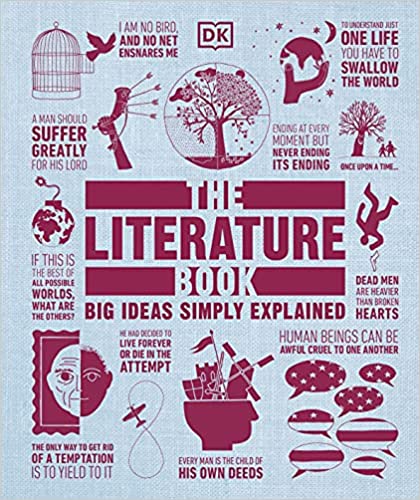 I AM NO BIRD,
AND NO NET
ENSNARES ME
DK
TO UNDERSTAND JUST
ONE LIFE
YOU HAVE TO
SWALLOW
THE WORLD
A MAN SHOULD
SUFFER
GREATLY
FOR HIS LORD
ENDING AT EVERY
MOMENT BUT
NEVER ENDING
ITS ENDING
ONCE UPON A TIME...
THE
LITERATURE
BOOK
BIG IDEAS SIMPLY EXPLAINED
IF THIS IS
THE BEST OF
ALL POSSIBLE
WORLDS,
WHAT ARE
THE OTHERS?
DEAD MEN
ARE HEAVIER
THAN BROKEN
HEARTS
HE HAD DECIDED TO
LIVE FOREVER
OR DIE IN THE
ATTEMPT
HUMAN BEINGS CAN BE
AWFUL CRUEL TO ONE ANOTHER
THE ONLY WAY TO GET RID
OF A TEMPTATION
IS TO YIELD TO IT
EVERY MAN IS THE CHILD OF
HIS OWN DEEDS